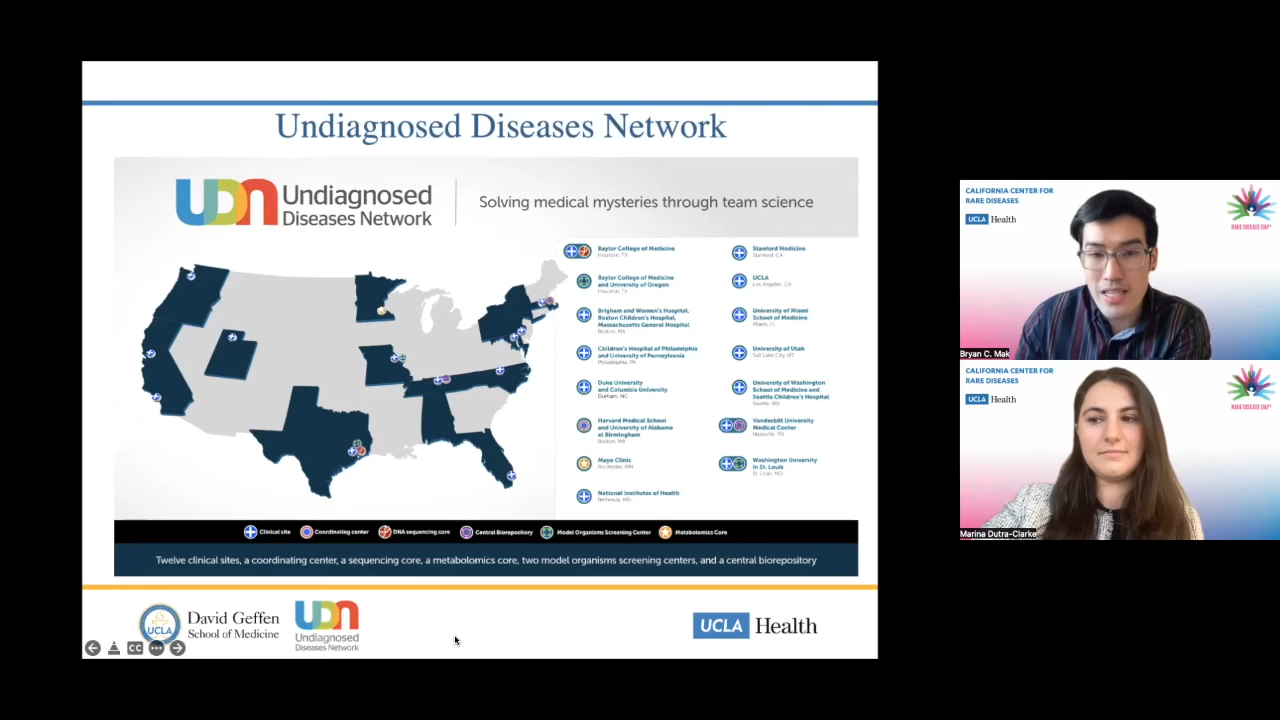 Undiagnosed Diseases Network
UDN
Undiagnosed
Diseases Network
Solving medical mysteries through team science
Baylor College of Medicine
Houston, TX
Baylor College of Medicine
and University of Oregon
Houston, TX
Brigham and Women's Hospital,
Boston Children's Hospital,
Massachusetts General Hospital
Boston, MA
Children's Hospital of Philadelphia
and University of Pennsylvania
Philadelphia, PA
Duke University
and Columbia University
Durham, NC
Harvard Medical School
and University of Alabama
at Birmingham
Boston, MA
Mayo Clinic
Rochester, MN
National Institutes of Health
Bethesda, MD
Stanford Medicine
Stanford, CA
UCLA
Los Angeles, CA
University of Miami
School of Medicine
Miami, FL
University of Utah
Salt Lake City, UT
University of Washington
School of Medicine and
Seattle Children's Hospital
Seattle, WA
Vanderbilt University
Medical Center
Nashville, TN
Washington University
in St. Louis
St. Louis, MO
Clinical site
Coordinating center
DNA sequencing core
Central Biorepository
Model Organisms Screening Center
Metabolomics Core
Twelve clinical sites, a coordinating center, a sequencing core, a metabolomics core, two model organisms screening centers, and a central biorepository
UCLA
David Geffen
School of Medicine
UDN
Undiagnosed
Diseases Network
UCLA Health
CC
CALIFORNIA CENTER FOR
RARE DISEASES
UCLA Health
RARE DISEASE DAY
Bryan C. Mak
CALIFORNIA CENTER FOR
RARE DISEASES
UCLA Health
RARE DISEASE DAY
Marina Dutra-Clarke